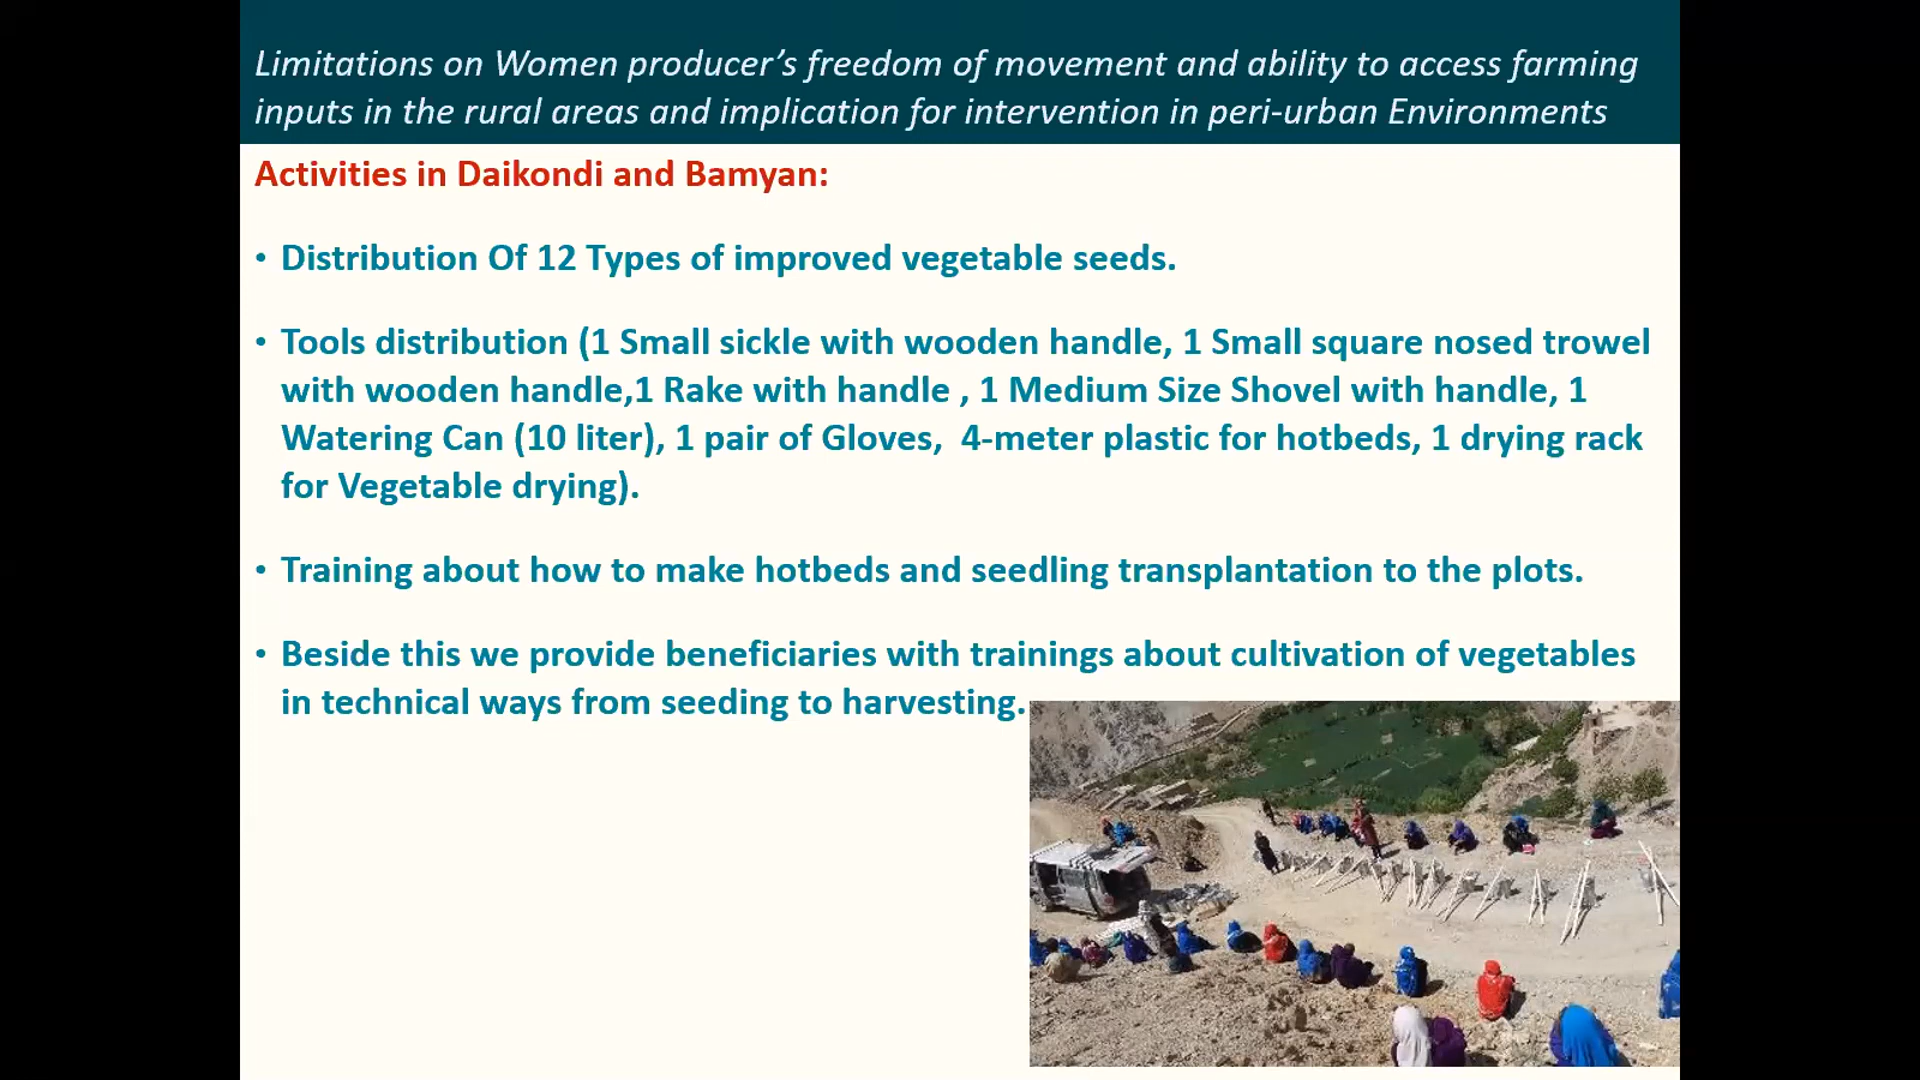 Limitations on Women producer’s freedom of movement and ability to access farming
inputs in the rural areas and implication for intervention in peri-urban Environments
Activities in Daikondi and Bamyan:
• Distribution Of 12 Types of improved vegetable seeds.
• Tools distribution (1 Small sickle with wooden handle, 1 Small square nosed trowel
with wooden handle,1 Rake with handle , 1 Medium Size Shovel with handle, 1
Watering Can (10 liter), 1 pair of Gloves,  4-meter plastic for hotbeds, 1 drying rack
for Vegetable drying).
• Training about how to make hotbeds and seedling transplantation to the plots.
• Beside this we provide beneficiaries with trainings about cultivation of vegetables
in technical ways from seeding to harvesting.